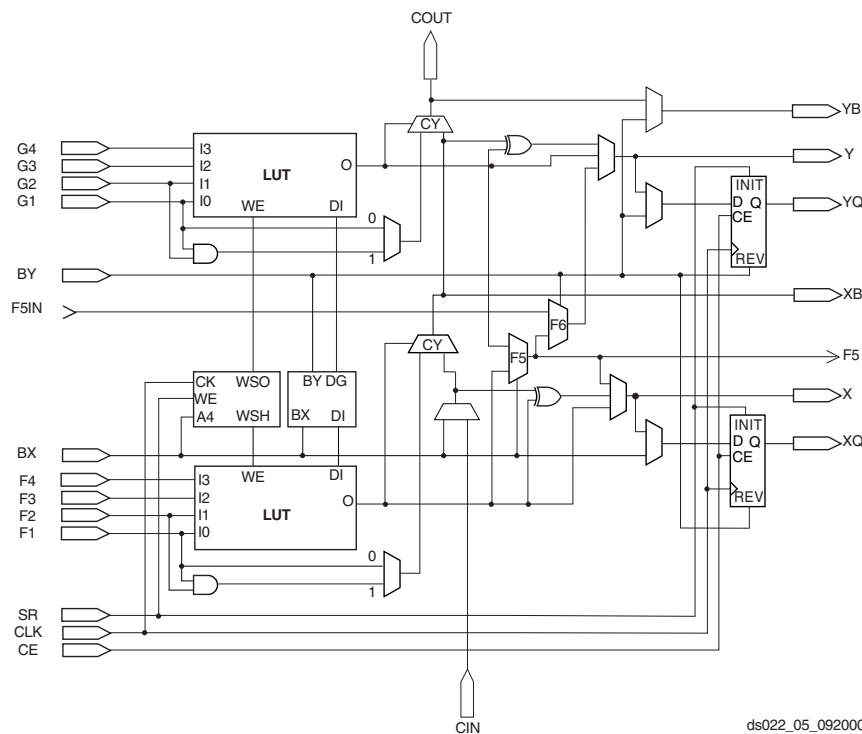 COUT
YB
CY
G4
I3
Y
G3
I2
LUT
O
G2
I1
INIT
G1
I0
D Q
YQ
WE
DI
CE
0
1
REV
BY
XB
F5IN
F6
CY
F5
F5
CK
WSO
BY DG
X
WE
A4
WSH
BX
DI
INIT
BX
D Q
XQ
CE
F4
I3
WE
DI
F3
I2
O
REV
F2
I1
LUT
F1
I0
0
1
SR
CLK
CE
CIN
ds022_05_092000